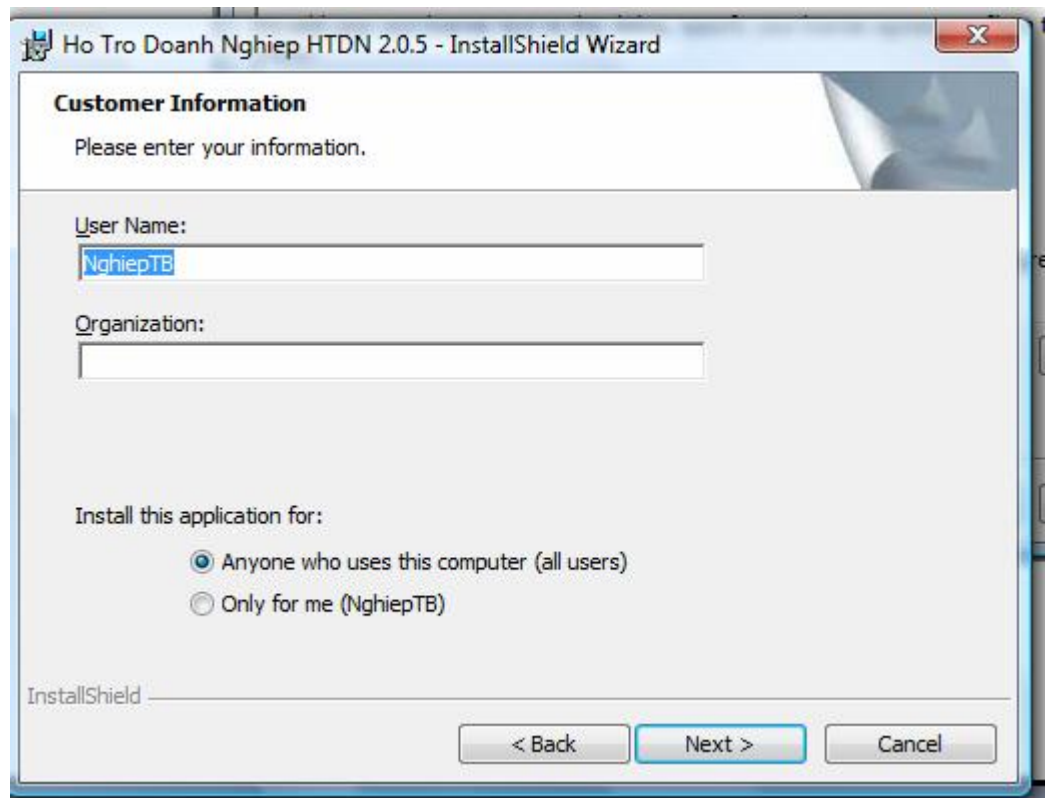 Ho Tro Doanh Nghiep HTDN 2.0.5 - InstallShield Wizard
Customer Information
Please enter your information.
User Name:
NghiepTB
Organization:
Install this application for:
Anyone who uses this computer (all users)
Only for me (NghiepTB)
InstallShield
< Back Next > Cancel